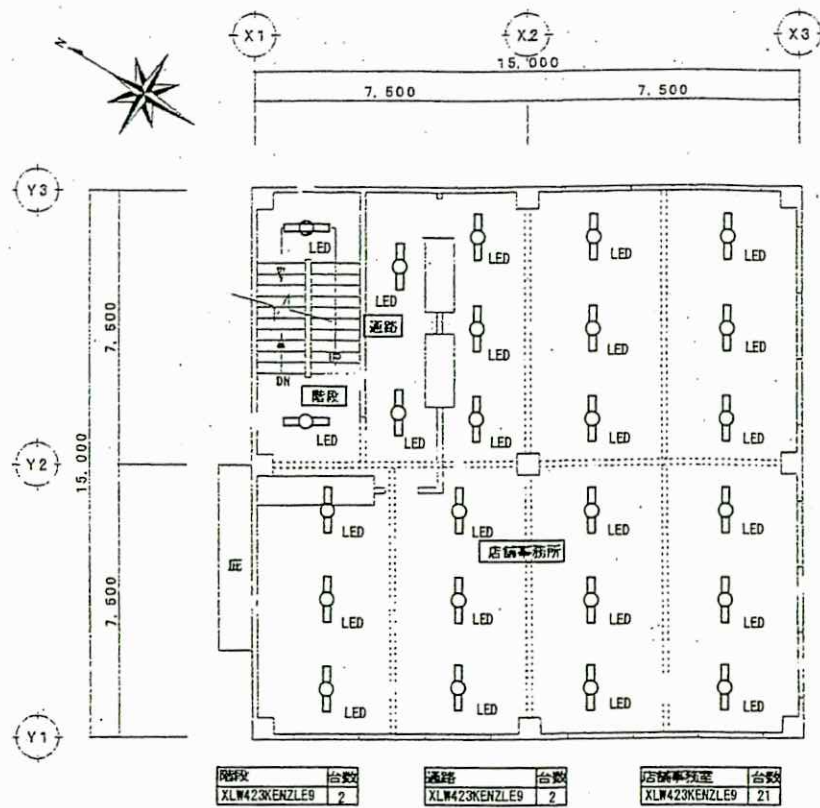 N
X1 X2 X3
15,000
7,500 7,500
Y3
LED LED LED LED
LED
7,500
通路
LED LED LED
UP
DN
階段
LED LED LED LED LED
Y2
15,000
LED LED LED LED
店舗事務所
庇
7,500
LED LED LED LED
LED LED LED LED
Y1
階段 台数
XLW423KENZLE9 2
通路 台数
XLW423KENZLE9 2
店舗事務室 台数
XLW423KENZLE9 21